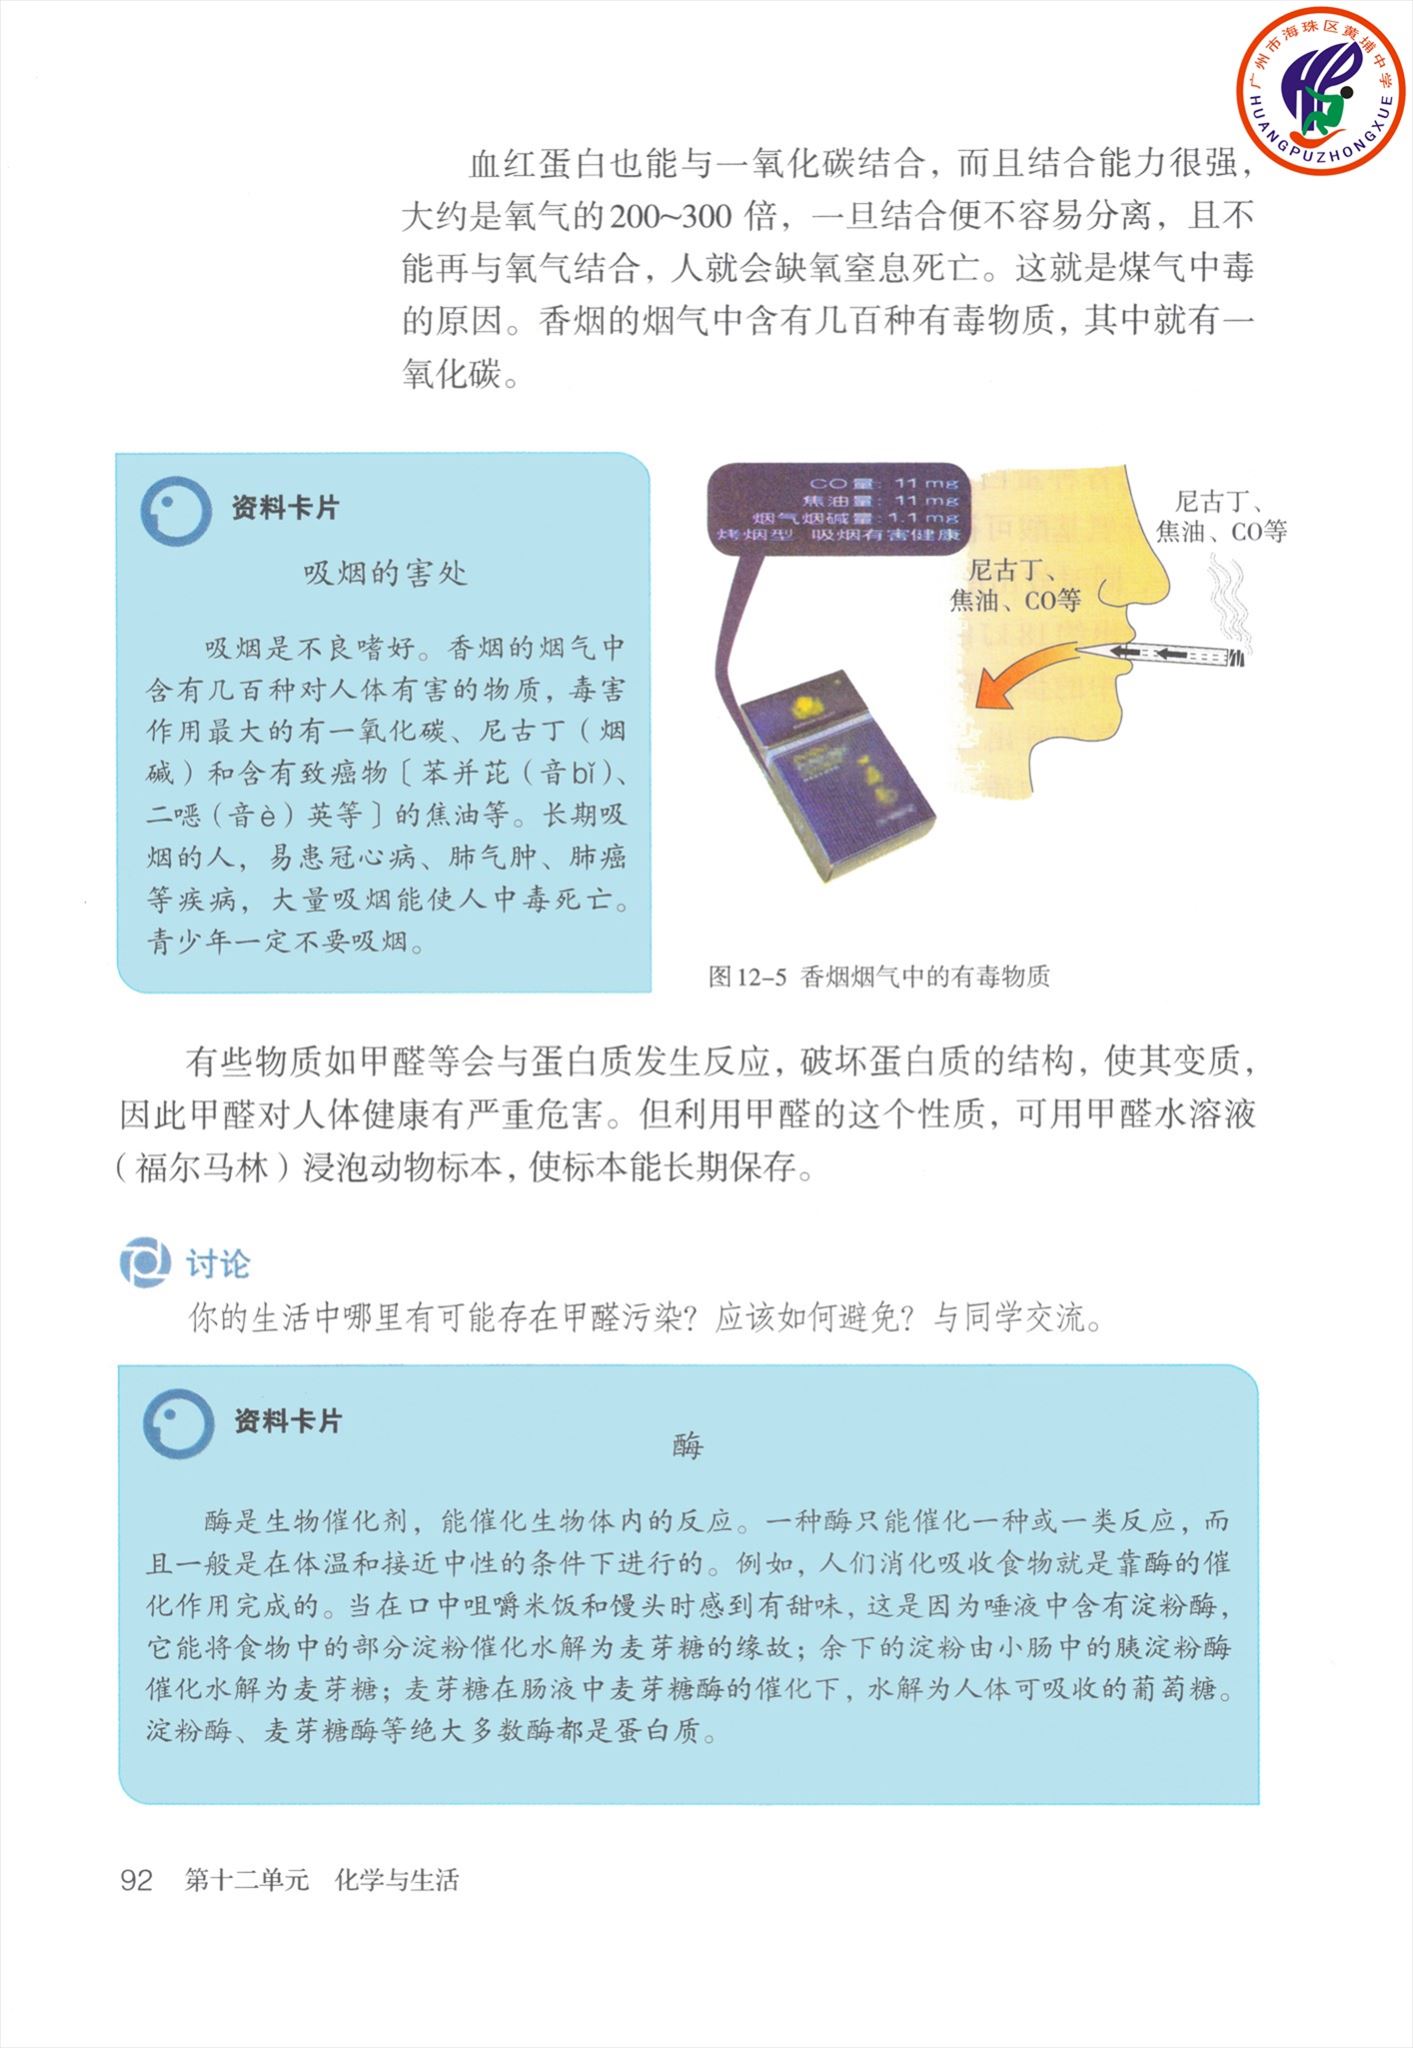 广州市海珠区黄埔中学
HUANGPUZHONGXUE
血红蛋白也能与一氧化碳结合，而且结合能力很强，
大约是氧气的200~300 倍，一旦结合便不容易分离，且不
能再与氧气结合，人就会缺氧窒息死亡。这就是煤气中毒
的原因。香烟的烟气中含有几百种有毒物质，其中就有一
氧化碳。
资料卡片
吸烟的害处
吸烟是不良嗜好。香烟的烟气中
含有几百种对人体有害的物质，毒害
作用最大的有一氧化碳、尼古丁（烟
碱）和含有致癌物〔苯并芘（音bǐ）、
二噁（音è）英等〕的焦油等。长期吸
烟的人，易患冠心病、肺气肿、肺癌
等疾病，大量吸烟能使人中毒死亡。
青少年一定不要吸烟。
CO量：11 mg
焦油量：11 mg
烟气烟碱量：1.1 mg
烤烟型 吸烟有害健康
尼古丁、
焦油、CO等
尼古丁、
焦油、CO等
图12-5 香烟烟气中的有毒物质
有些物质如甲醛等会与蛋白质发生反应，破坏蛋白质的结构，使其变质，
因此甲醛对人体健康有严重危害。但利用甲醛的这个性质，可用甲醛水溶液
（福尔马林）浸泡动物标本，使标本能长期保存。
讨论
你的生活中哪里有可能存在甲醛污染？应该如何避免？与同学交流。
资料卡片
酶
酶是生物催化剂，能催化生物体内的反应。一种酶只能催化一种或一类反应，而
且一般是在体温和接近中性的条件下进行的。例如，人们消化吸收食物就是靠酶的催
化作用完成的。当在口中咀嚼米饭和馒头时感到有甜味，这是因为唾液中含有淀粉酶，
它能将食物中的部分淀粉催化水解为麦芽糖的缘故；余下的淀粉由小肠中的胰淀粉酶
催化水解为麦芽糖；麦芽糖在肠液中麦芽糖酶的催化下，水解为人体可吸收的葡萄糖。
淀粉酶、麦芽糖酶等绝大多数酶都是蛋白质。
92 第十二单元 化学与生活